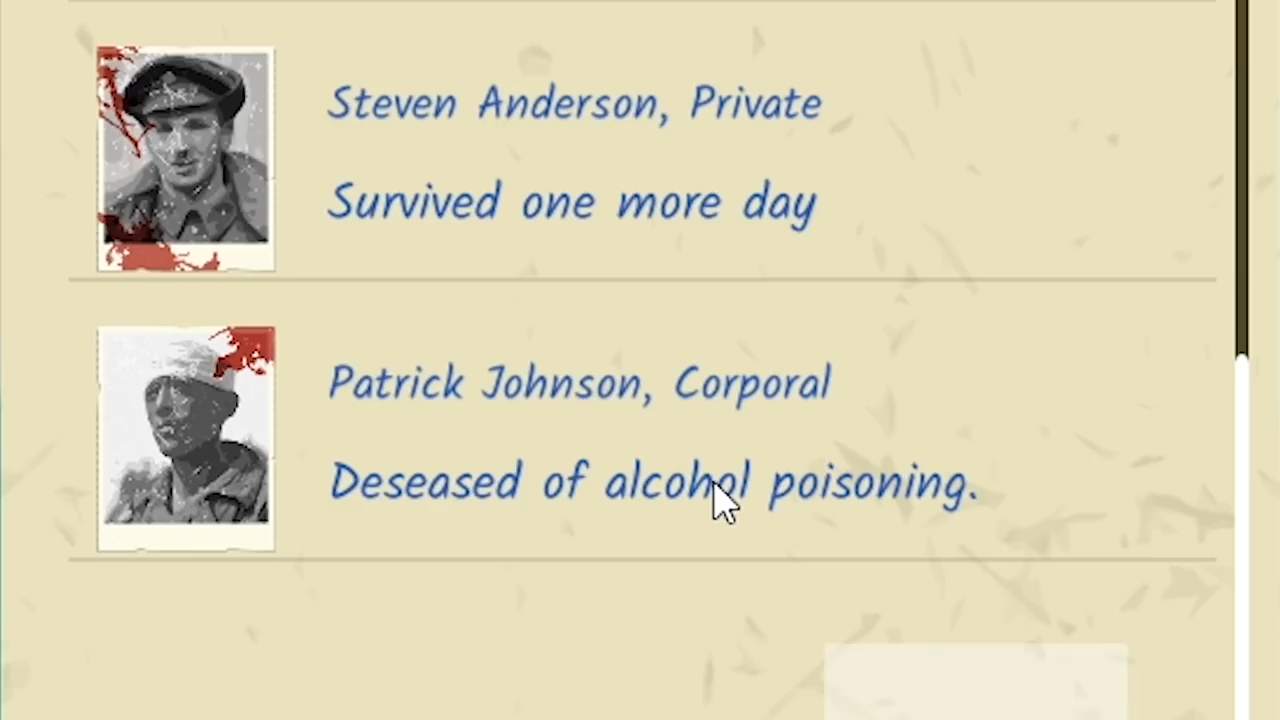 Steven Anderson, Private
Survived one more day
Patrick Johnson, Corporal
Deseased of alcohol poisoning.